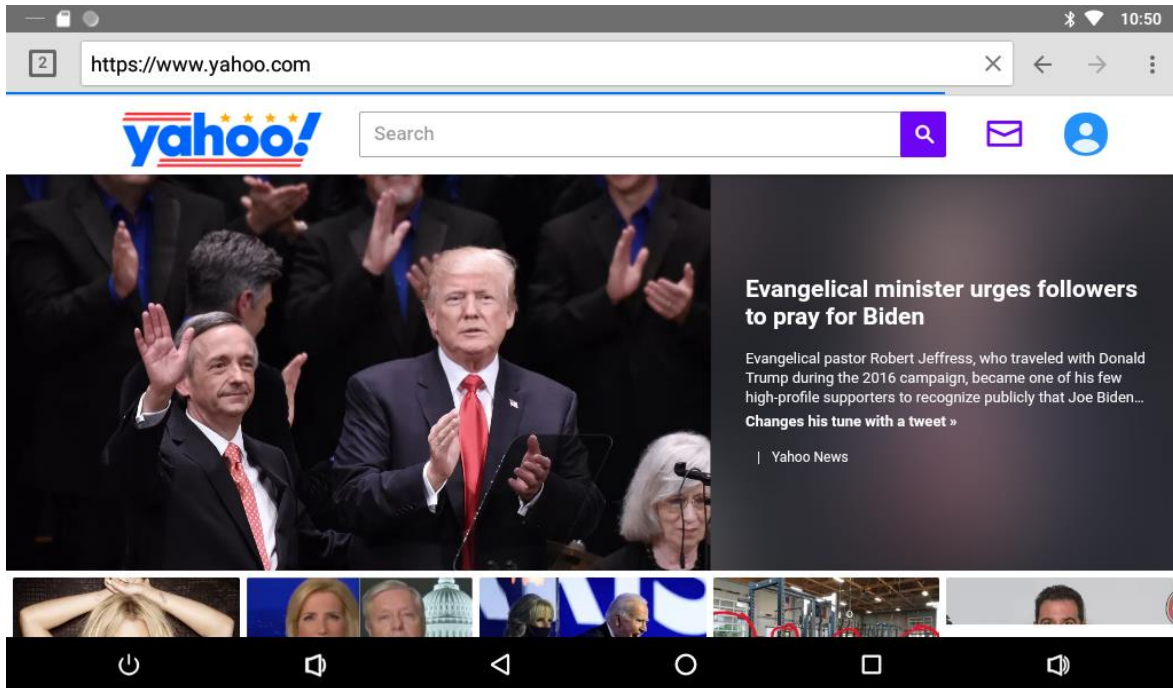 10:50
2
https://www.yahoo.com
yahoo!
Search
Evangelical minister urges followers
to pray for Biden
Evangelical pastor Robert Jeffress, who traveled with Donald
Trump during the 2016 campaign, became one of his few
high-profile supporters to recognize publicly that Joe Biden...
Changes his tune with a tweet »
| Yahoo News